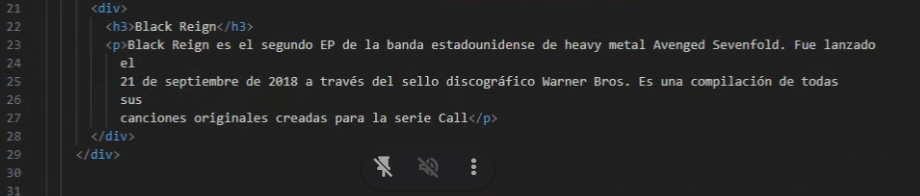 21 <div>
22 <h3>Black Reign</h3>
23 <p>Black Reign es el segundo EP de la banda estadounidense de heavy metal Avenged Sevenfold. Fue lanzado
24 el
25 21 de septiembre de 2018 a través del sello discográfico Warner Bros. Es una compilación de todas
26 sus
27 canciones originales creadas para la serie Call</p>
28 </div>
29 </div>
30
31